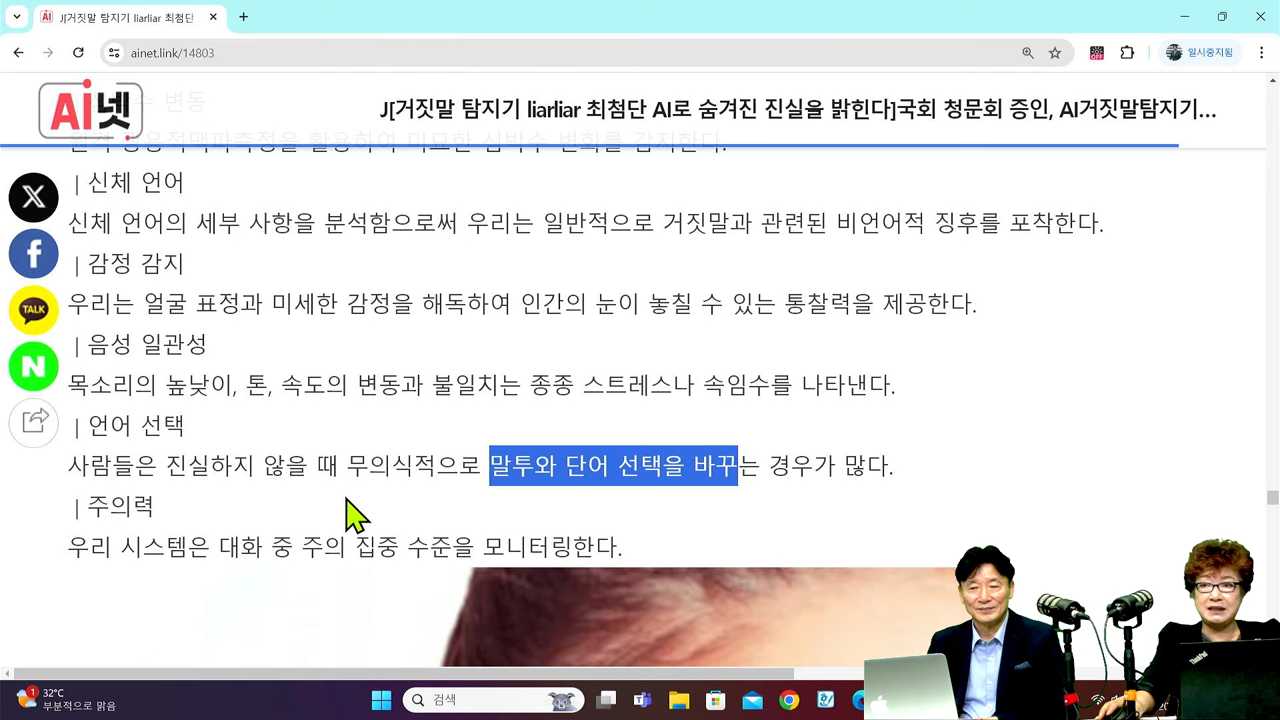 J[거짓말 탐지기 liarliar 최첨단
ainet.link/14803
일시중지됨
OFF
Ai넷
J[거짓말 탐지기 liarliar 최첨단 AI로 숨겨진 진실을 밝힌다]국회 청문회 증인, AI거짓말탐지기...
수 변동
| 신체 언어
신체 언어의 세부 사항을 분석함으로써 우리는 일반적으로 거짓말과 관련된 비언어적 징후를 포착한다.
| 감정 감지
우리는 얼굴 표정과 미세한 감정을 해독하여 인간의 눈이 놓칠 수 있는 통찰력을 제공한다.
TALK
| 음성 일관성
N
목소리의 높낮이, 톤, 속도의 변동과 불일치는 종종 스트레스나 속임수를 나타낸다.
| 언어 선택
사람들은 진실하지 않을 때 무의식적으로 말투와 단어 선택을 바꾸는 경우가 많다.
| 주의력
우리 시스템은 대화 중 주의 집중 수준을 모니터링한다.
ThinkPad
1
32°C
부분적으로 맑음
검색